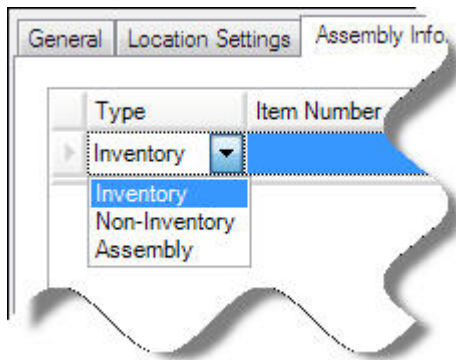 General Location Settings Assembly Info.
Type Item Number
Inventory
Inventory
Non-Inventory
Assembly